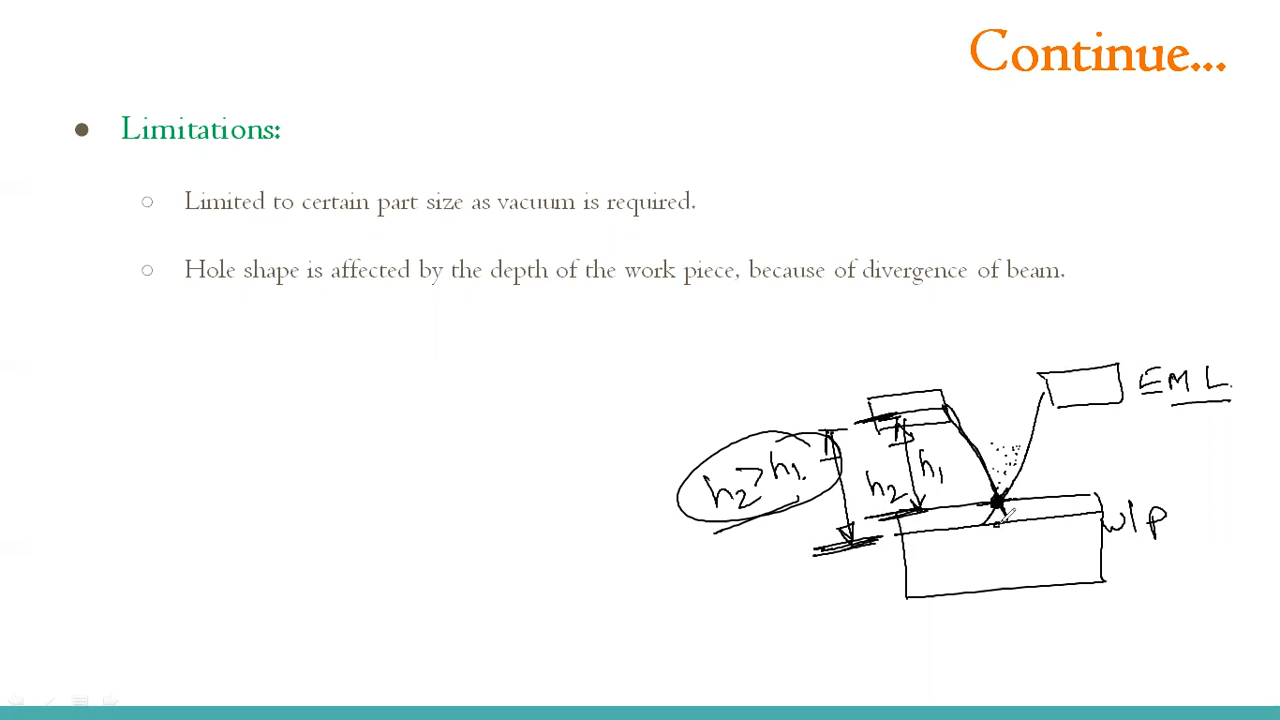 Continue...
Limitations:
Limited to certain part size as vacuum is required.
Hole shape is affected by the depth of the work piece, because of divergence of beam.
EML
h2>h1
h2
h1
w/p